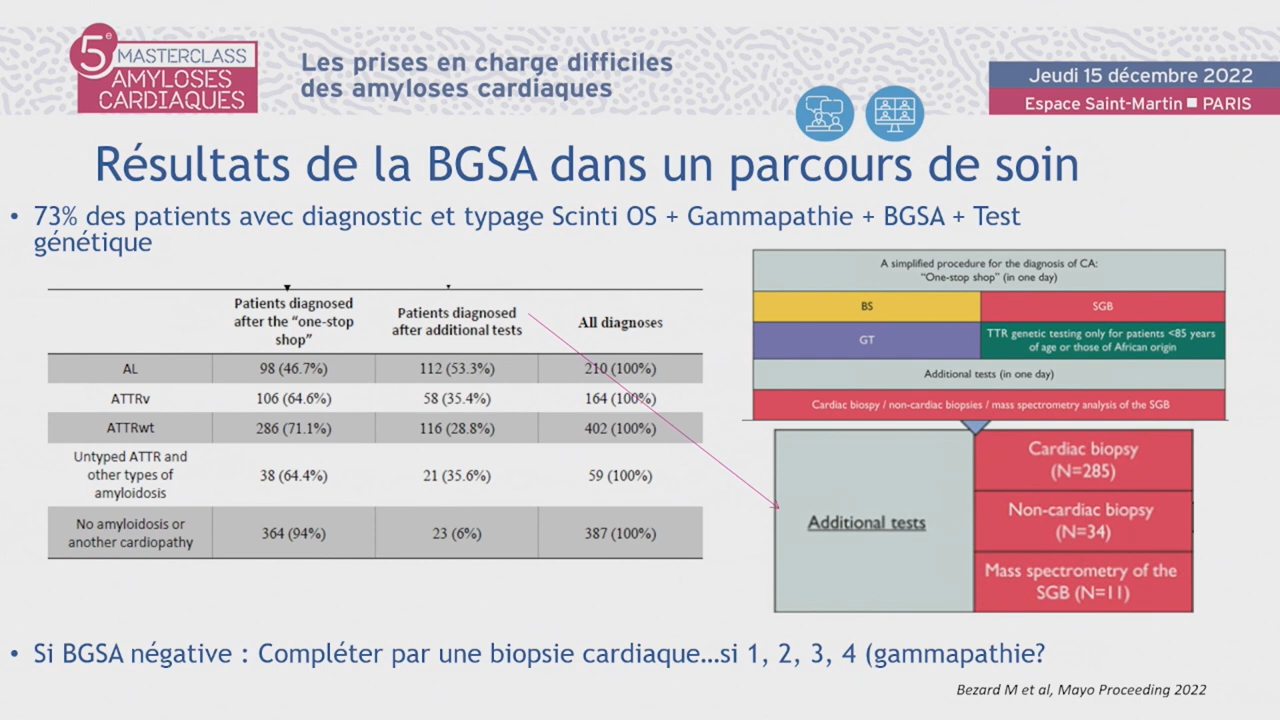 5e
MASTERCLASS
AMYLOSES
CARDIAQUES
Les prises en charge difficiles
des amyloses cardiaques
Jeudi 15 décembre 2022
Espace Saint-Martin ■ PARIS
Résultats de la BGSA dans un parcours de soin
• 73% des patients avec diagnostic et typage Scinti OS + Gammapathie + BGSA + Test
génétique
Patients diagnosed
after the “one-stop
shop”
Patients diagnosed
after additional tests
All diagnoses
AL 98 (46.7%) 112 (53.3%) 210 (100%)
ATTRv 106 (64.6%) 58 (35.4%) 164 (100%)
ATTRwt 286 (71.1%) 116 (28.8%) 402 (100%)
Untyped ATTR and
other types of
amyloidosis
38 (64.4%) 21 (35.6%) 59 (100%)
No amyloidosis or
another cardiopathy
364 (94%) 23 (6%) 387 (100%)
A simplified procedure for the diagnosis of CA:
“One-stop shop” (in one day)
BS SGB
GT
TTR genetic testing only for patients <85 years
of age or those of African origin
Additional tests (in one day)
Cardiac biospy / non-cardiac biopsies / mass spectrometry analysis of the SGB
Additional tests
Cardiac biopsy
(N=285)
Non-cardiac biopsy
(N=34)
Mass spectrometry of the
SGB (N=11)
• Si BGSA négative : Compléter par une biopsie cardiaque…si 1, 2, 3, 4 (gammapathie?
Bezard M et al, Mayo Proceeding 2022